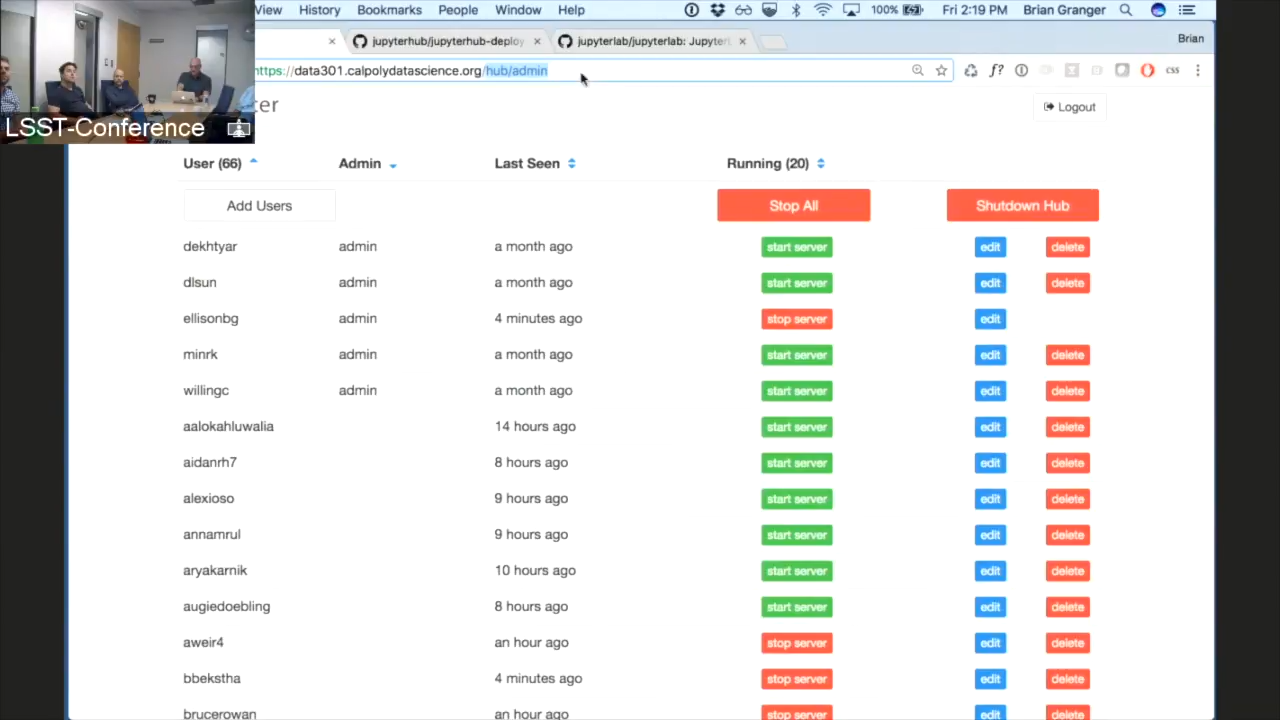 View History Bookmarks People Window Help 100% Fri 2:19 PM Brian Granger
jupyterhub/jupyterhub-deploy jupyterlab/jupyterlab: Jupyter Brian
https://data301.calpolydatascience.org/hub/admin f? css
ter Logout
LSST-Conference
User (66) Admin Last Seen Running (20)
Add Users Stop All Shutdown Hub
dekhtyar admin a month ago start server edit delete
dlsun admin a month ago start server edit delete
ellisonbg admin 4 minutes ago stop server edit
minrk admin a month ago start server edit delete
willingc admin a month ago start server edit delete
aalokahluwalia 14 hours ago start server edit delete
aidanrh7 8 hours ago start server edit delete
alexioso 9 hours ago start server edit delete
annamrul 9 hours ago start server edit delete
aryakarnik 10 hours ago start server edit delete
augiedoebling 8 hours ago start server edit delete
aweir4 an hour ago stop server edit delete
bbekstha 4 minutes ago stop server edit delete
brucerowan an hour ago stop server edit delete